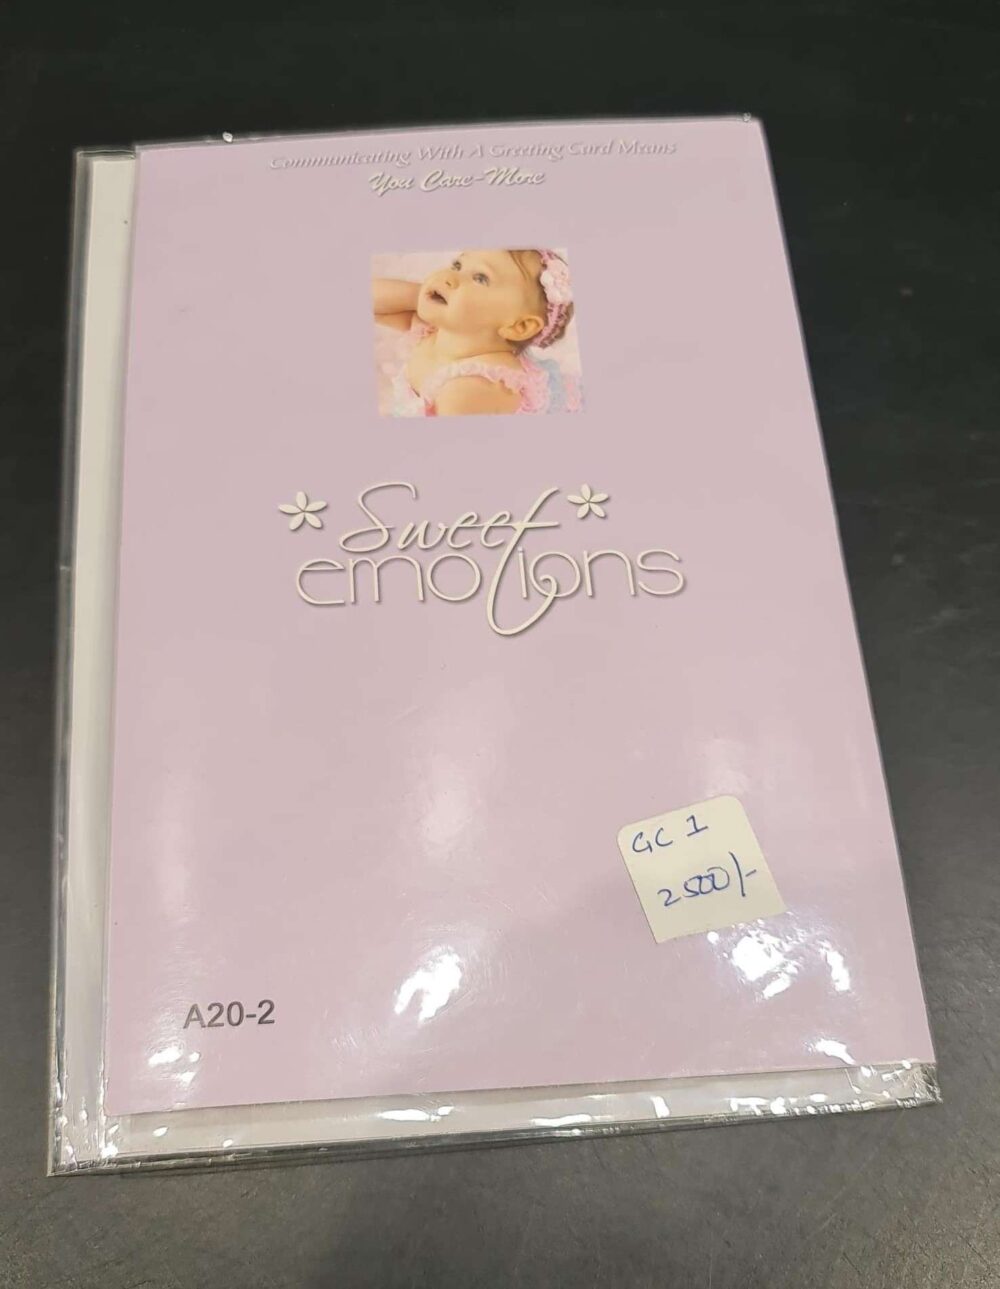 Communicating With A Greeting Card Means
You Care-More
Sweet
emotions
GC 1
2500/-
A20-2